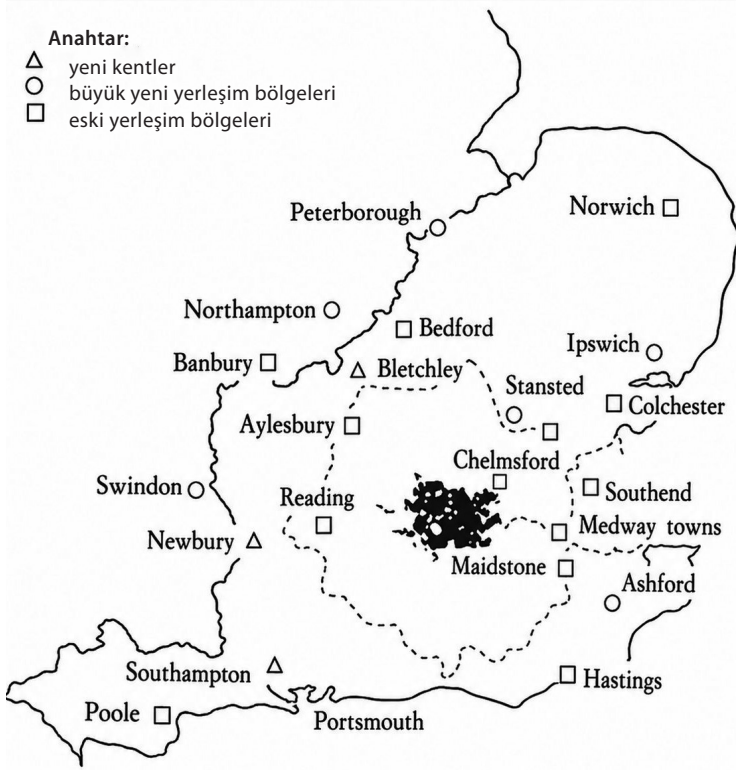 Anahtar:
yeni kentler
büyük yeni yerleşim bölgeleri
eski yerleşim bölgeleri
Peterborough
Norwich
Northampton
Bedford
Ipswich
Banbury
Bletchley
Stansted
Colchester
Aylesbury
Chelmsford
Swindon
Reading
Southend
Newbury
Medway towns
Maidstone
Ashford
Southampton
Hastings
Poole
Portsmouth